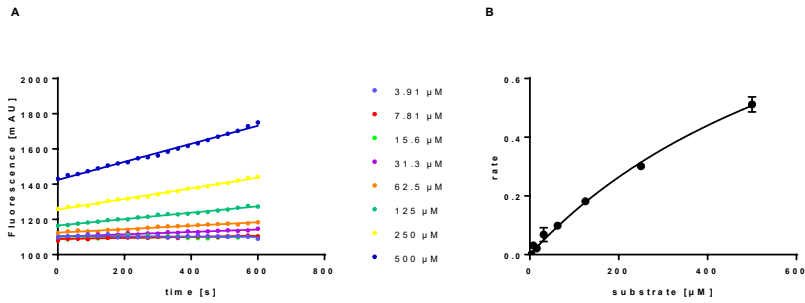 A
B
Fluorescence [mAU]
2000
1800
1600
1400
1200
1000
0
200
400
600
800
time [s]
3.91 µM
7.81 µM
15.6 µM
31.3 µM
62.5 µM
125 µM
250 µM
500 µM
rate
0.6
0.4
0.2
0.0
0
200
400
600
substrate [µM]